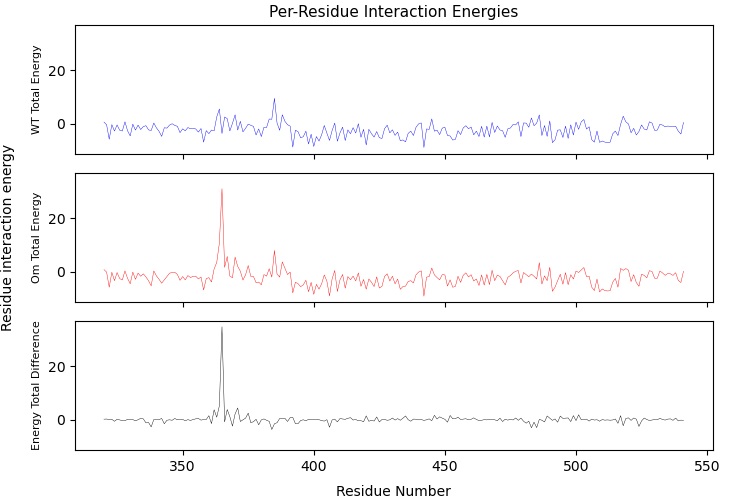 Per-Residue Interaction Energies
Residue interaction energy
WT Total Energy
20
0
Om Total Energy
20
0
Energy Total Difference
20
0
350 400 450 500 550
Residue Number